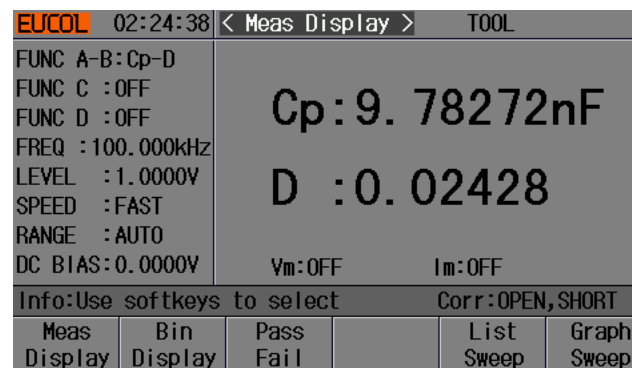 EUCOL 02:24:38 < Meas Display > TOOL
FUNC A-B:Cp-D
FUNC C :OFF
FUNC D :OFF
FREQ :100.000kHz
LEVEL :1.0000V
SPEED :FAST
RANGE :AUTO
DC BIAS:0.0000V
Cp:9.78272nF
D :0.02428
Vm:OFF Im:OFF
Info:Use softkeys to select Corr:OPEN,SHORT
Meas Display
Bin Display
Pass Fail
List Sweep
Graph Sweep